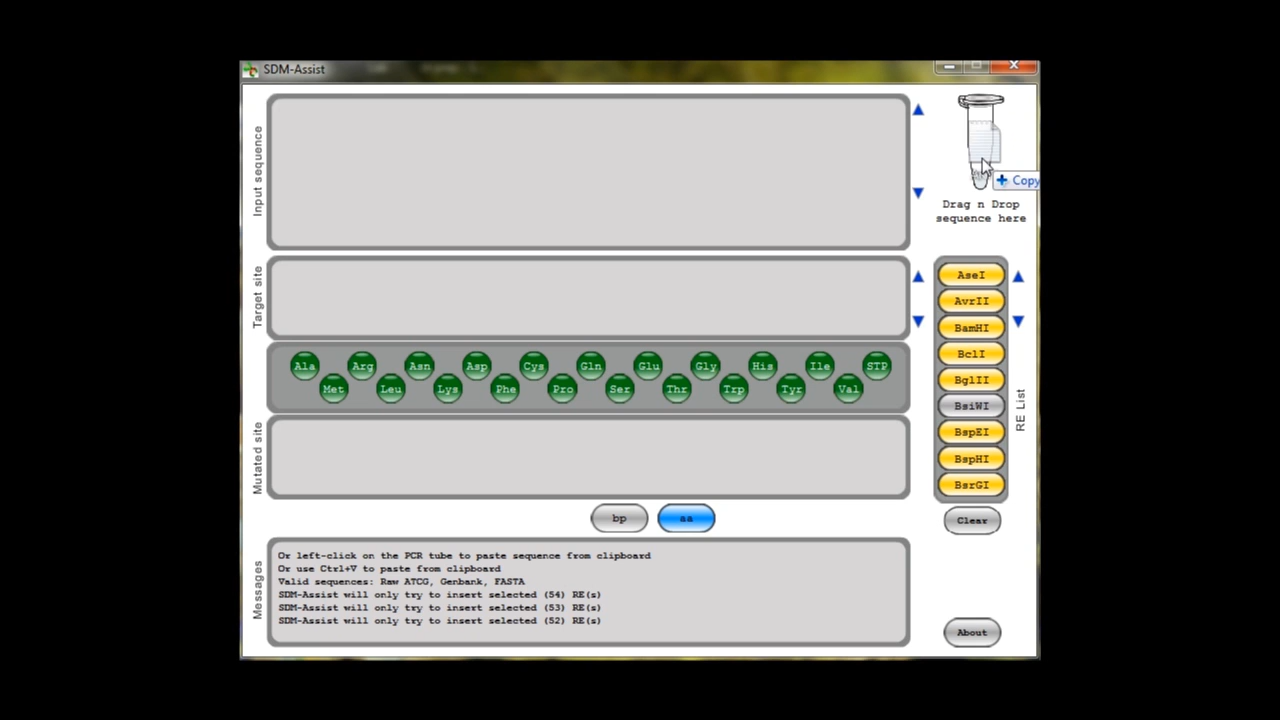 SDM-Assist
Input sequence
Copy
Drag n Drop
sequence here
Target site
Ala Arg Asn Asp Cys Gln Glu Gly His Ile STP
Met Leu Lys Phe Pro Ser Thr Trp Tyr Val
Mutated site
AseI
AvrII
BamHI
BclI
BglII
BsiWI
BspEI
BspHI
BsrGI
RE List
bp aa
Clear
Messages
Or left-click on the PCR tube to paste sequence from clipboard
Or use Ctrl+V to paste from clipboard
Valid sequences: Raw ATCG, Genbank, FASTA
SDM-Assist will only try to insert selected (54) RE(s)
SDM-Assist will only try to insert selected (53) RE(s)
SDM-Assist will only try to insert selected (52) RE(s)
About